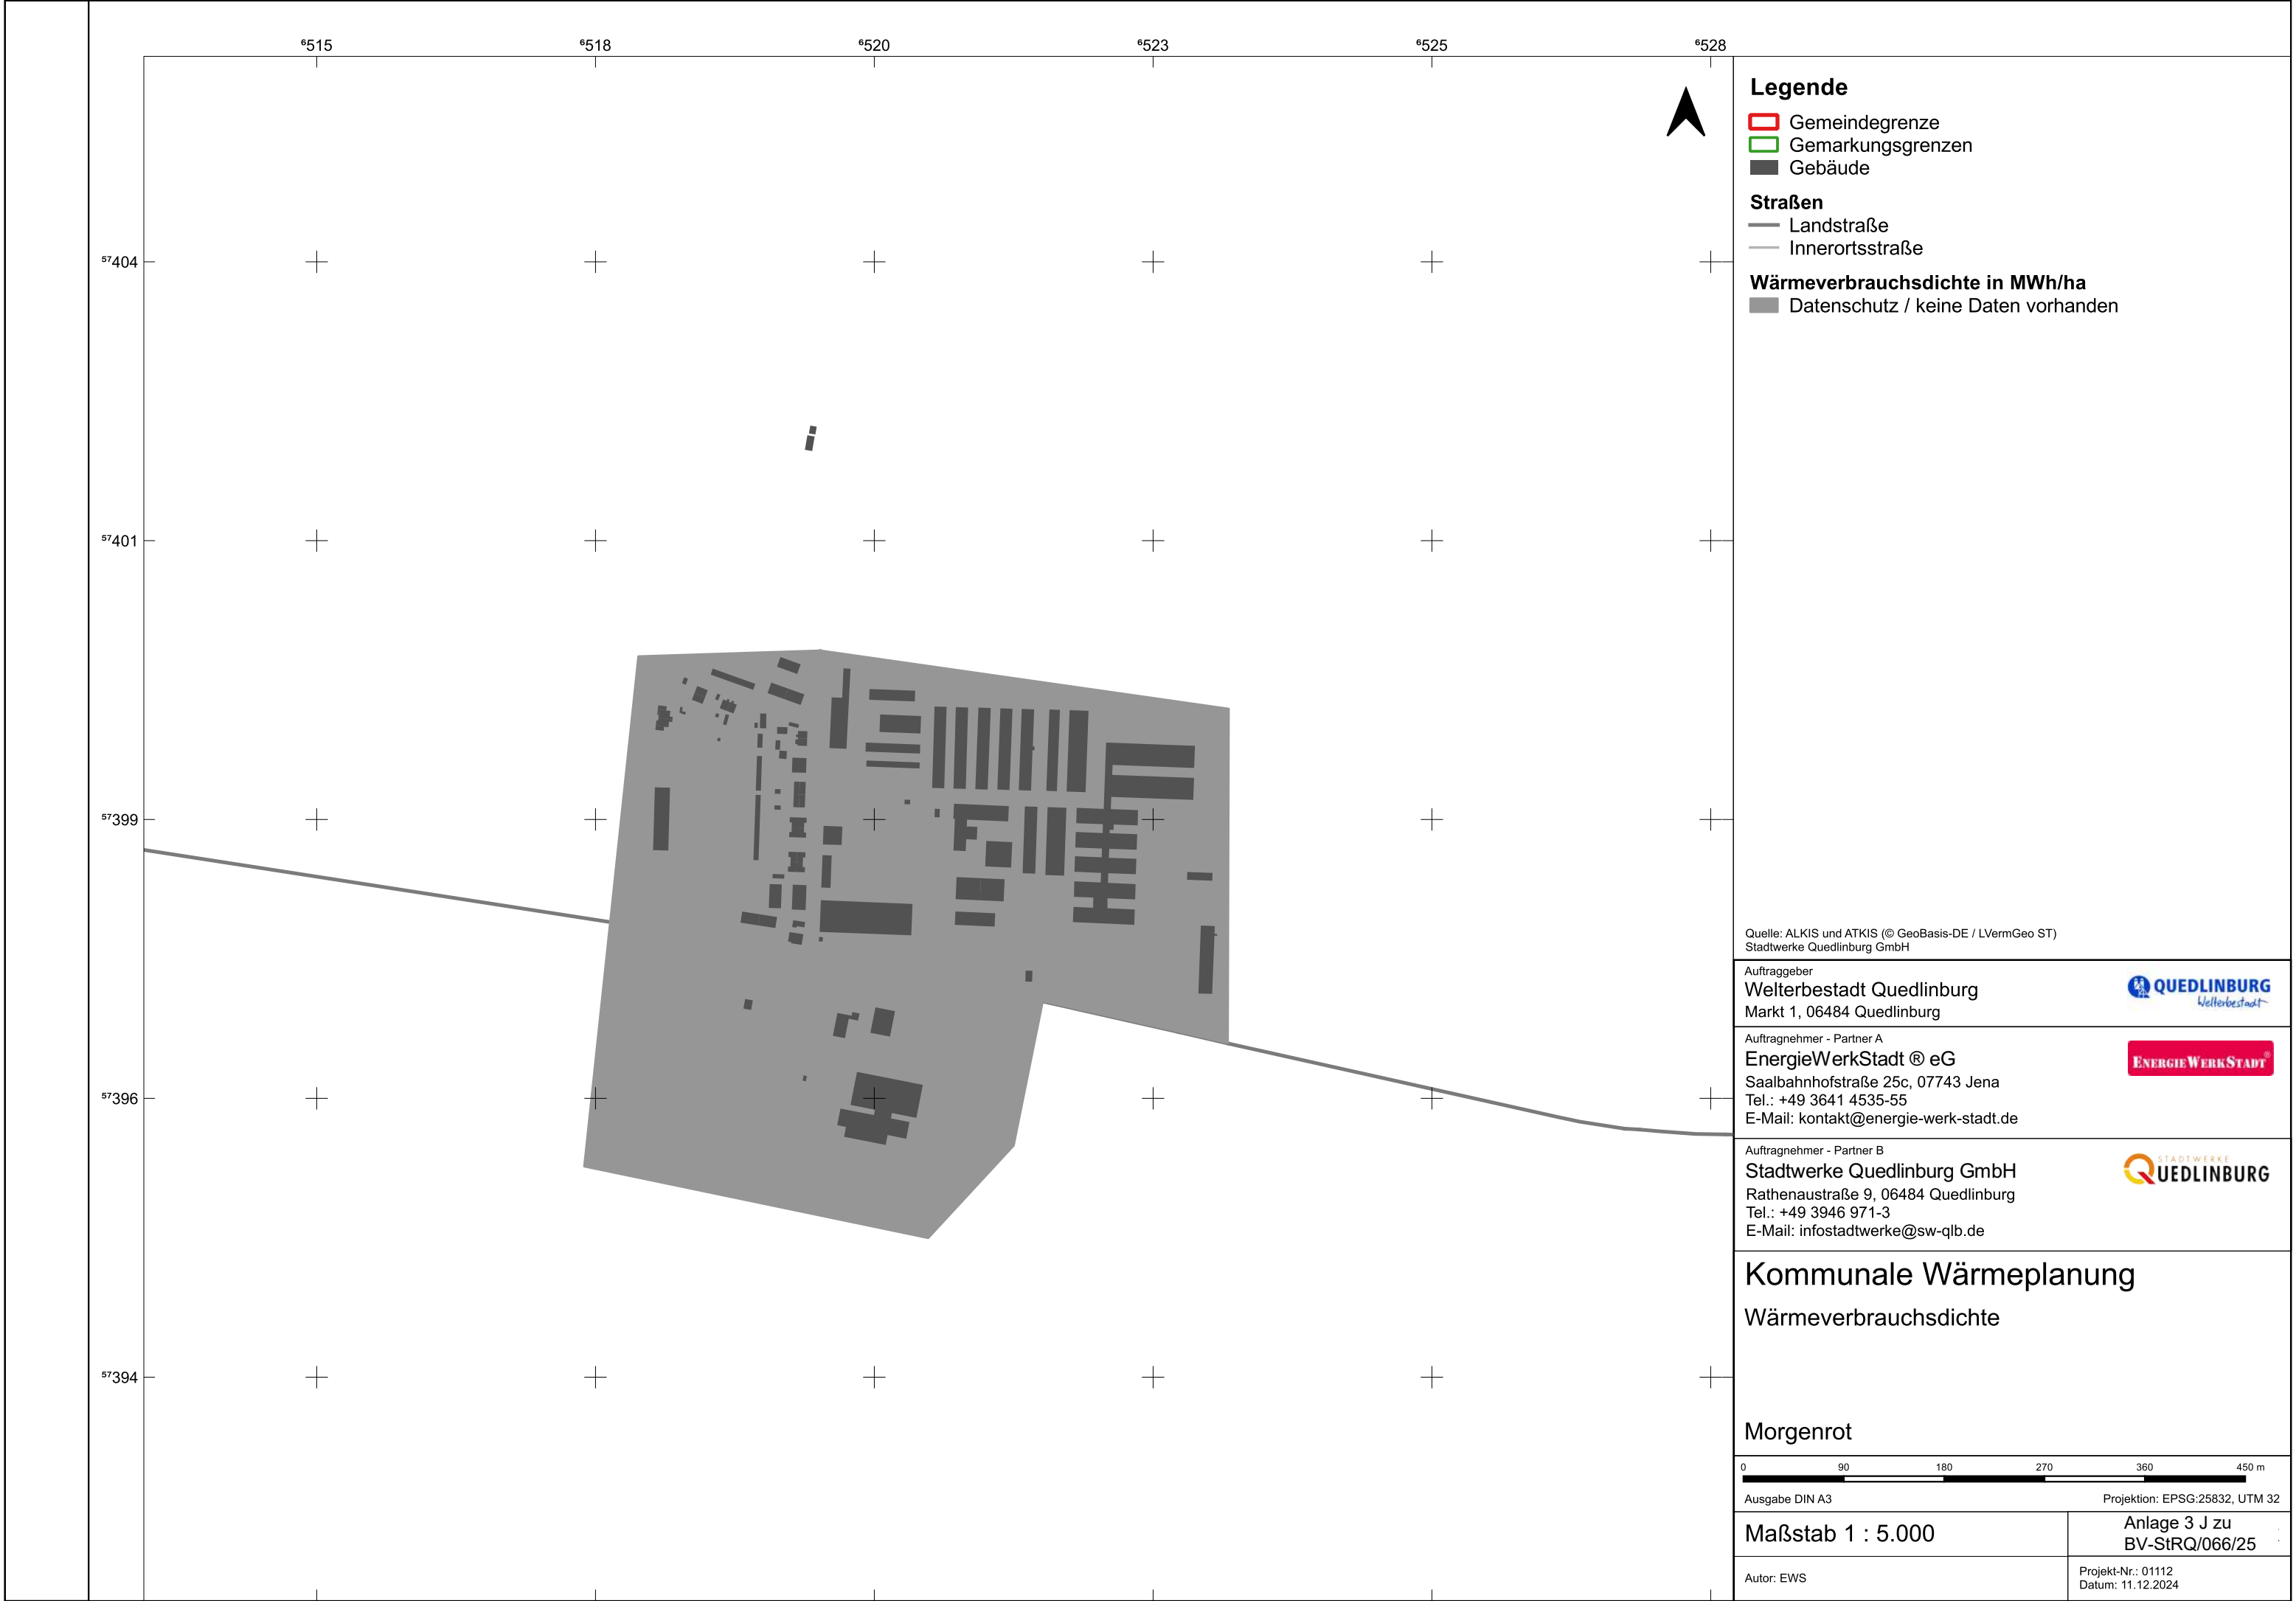 ⁶515 ⁶518 ⁶520 ⁶523 ⁶525 ⁶528
⁵⁷404
⁵⁷401
⁵⁷399
⁵⁷396
⁵⁷394
Legende
Gemeindegrenze
Gemarkungsgrenzen
Gebäude
Straßen
Landstraße
Innerortsstraße
Wärmeverbrauchsdichte in MWh/ha
Datenschutz / keine Daten vorhanden
Quelle: ALKIS und ATKIS (© GeoBasis-DE / LVermGeo ST)
Stadtwerke Quedlinburg GmbH
Auftraggeber
Welterbestadt Quedlinburg
Markt 1, 06484 Quedlinburg
QUEDLINBURG
Welterbestadt
Auftragnehmer - Partner A
EnergieWerkStadt ® eG
Saalbahnhofstraße 25c, 07743 Jena
Tel.: +49 3641 4535-55
E-Mail: kontakt@energie-werk-stadt.de
ENERGIEWERKSTADT®
Auftragnehmer - Partner B
Stadtwerke Quedlinburg GmbH
Rathenaustraße 9, 06484 Quedlinburg
Tel.: +49 3946 971-3
E-Mail: infostadtwerke@sw-qlb.de
STADTWERKE
QUEDLINBURG
Kommunale Wärmeplanung
Wärmeverbrauchsdichte
Morgenrot
0 90 180 270 360 450 m
Ausgabe DIN A3 Projektion: EPSG:25832, UTM 32
Maßstab 1 : 5.000
Anlage 3 J zu
BV-StRQ/066/25
Autor: EWS
Projekt-Nr.: 01112
Datum: 11.12.2024